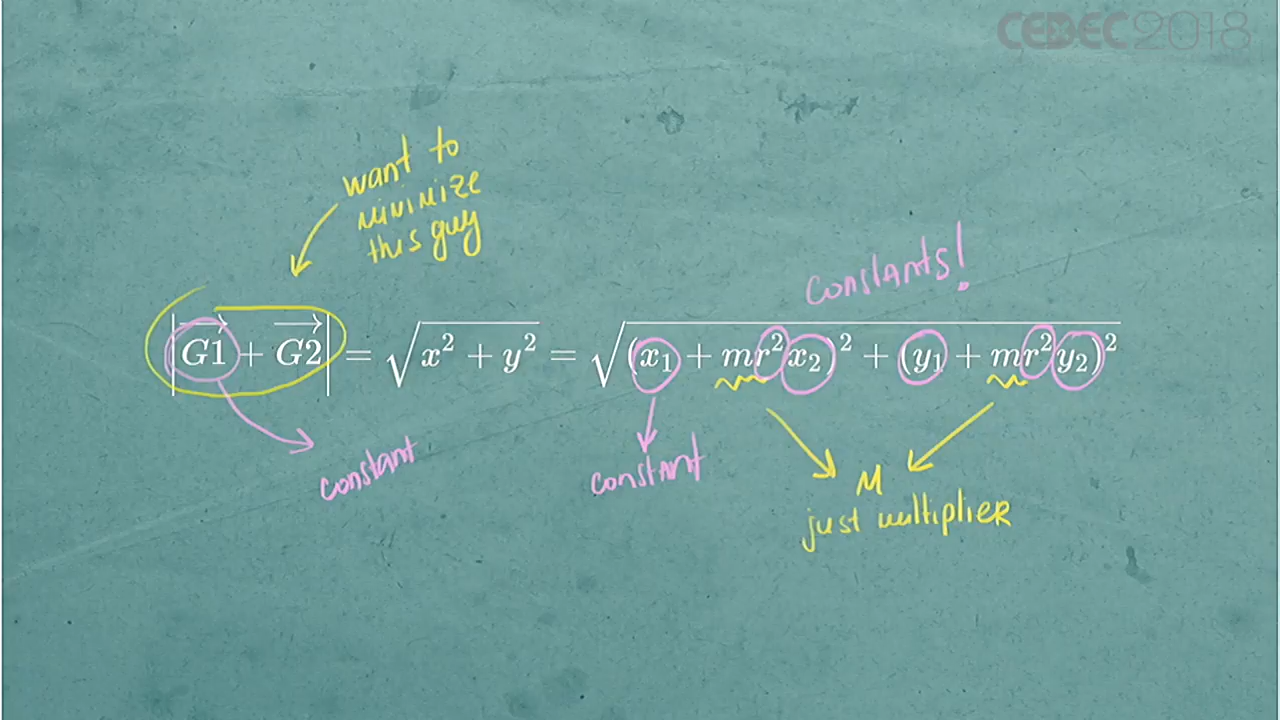 CEDEC2018
want to
minimize
this guy
constants!
|G1 + G2| = √x² + y² = √(x₁ + mr²x₂)² + (y₁ + mr²y₂)²
constant
constant
M
just multiplier